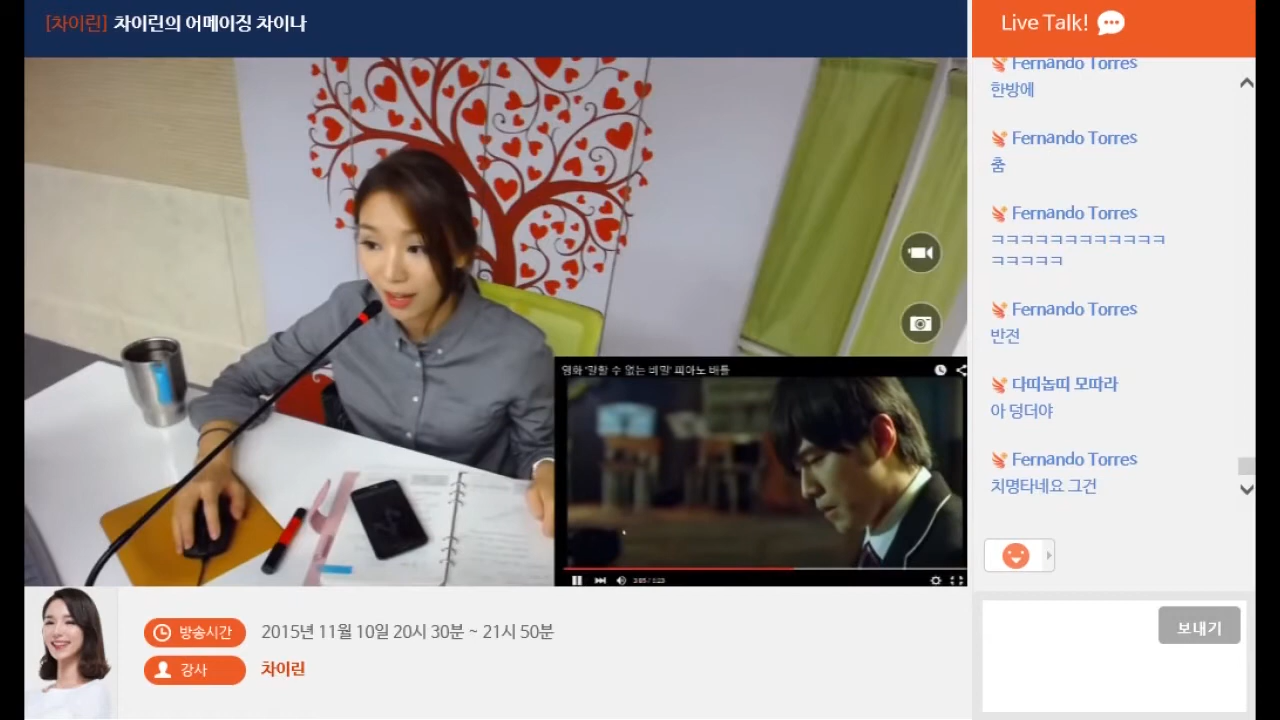 [차이린] 차이린의 어메이징 차이나
영화 '말할 수 없는 비밀' 피아노 배틀
방송시간 2015년 11월 10일 20시 30분 ~ 21시 50분
강사 차이린
Live Talk!
Fernando Torres
한방에
Fernando Torres
춤
Fernando Torres
ㅋㅋㅋㅋㅋㅋㅋㅋㅋㅋㅋㅋ
ㅋㅋㅋㅋㅋ
Fernando Torres
반전
다띠놉띠 모따라
아 덩더야
Fernando Torres
치명타네요 그건
보내기